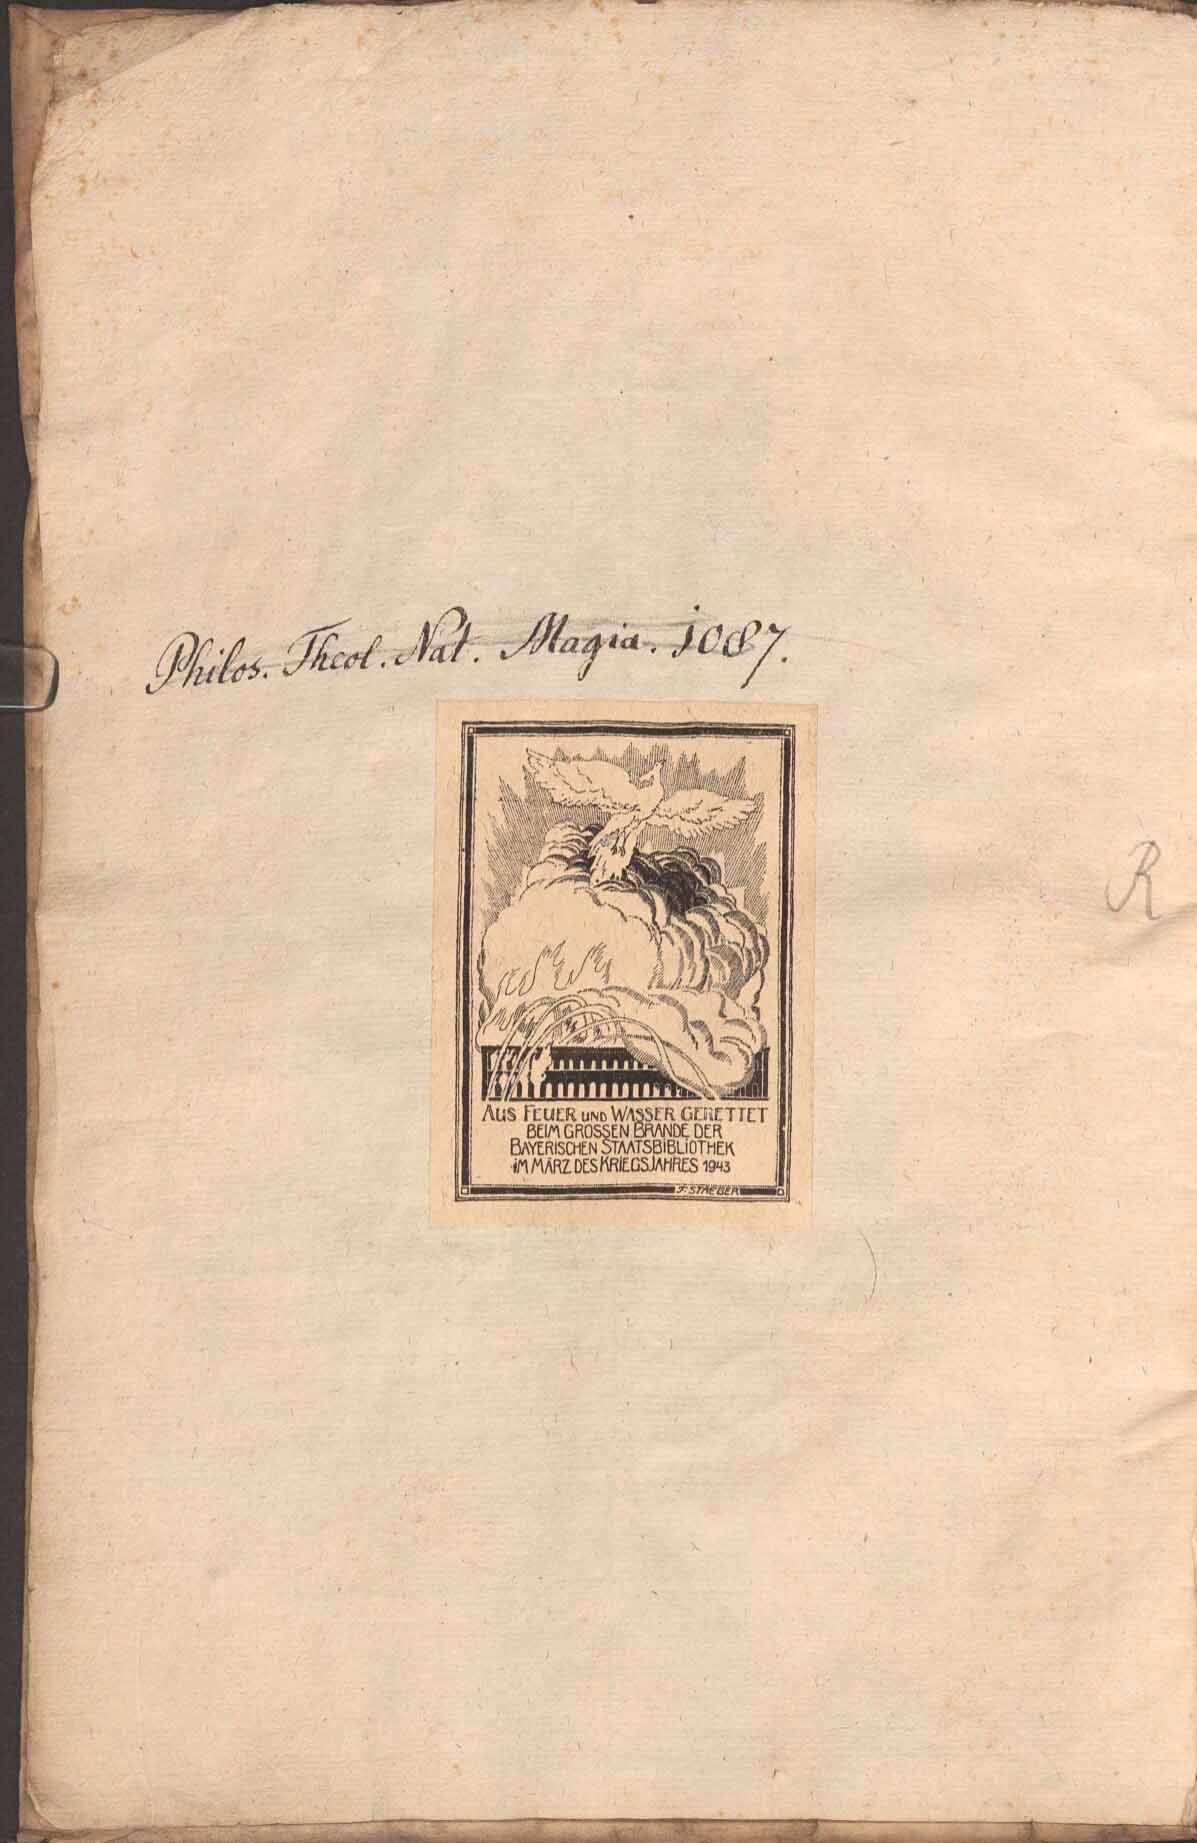 Philos. Theol. Nat. Magia. 1087.
R
AUS FEUER UND WASSER GERETTET
BEIM GROSSEN BRANDE DER
BAYERISCHEN STAATSBIBLIOTHEK
IM MÄRZ DES KRIEGSJAHRES 1943
F. STAEGER